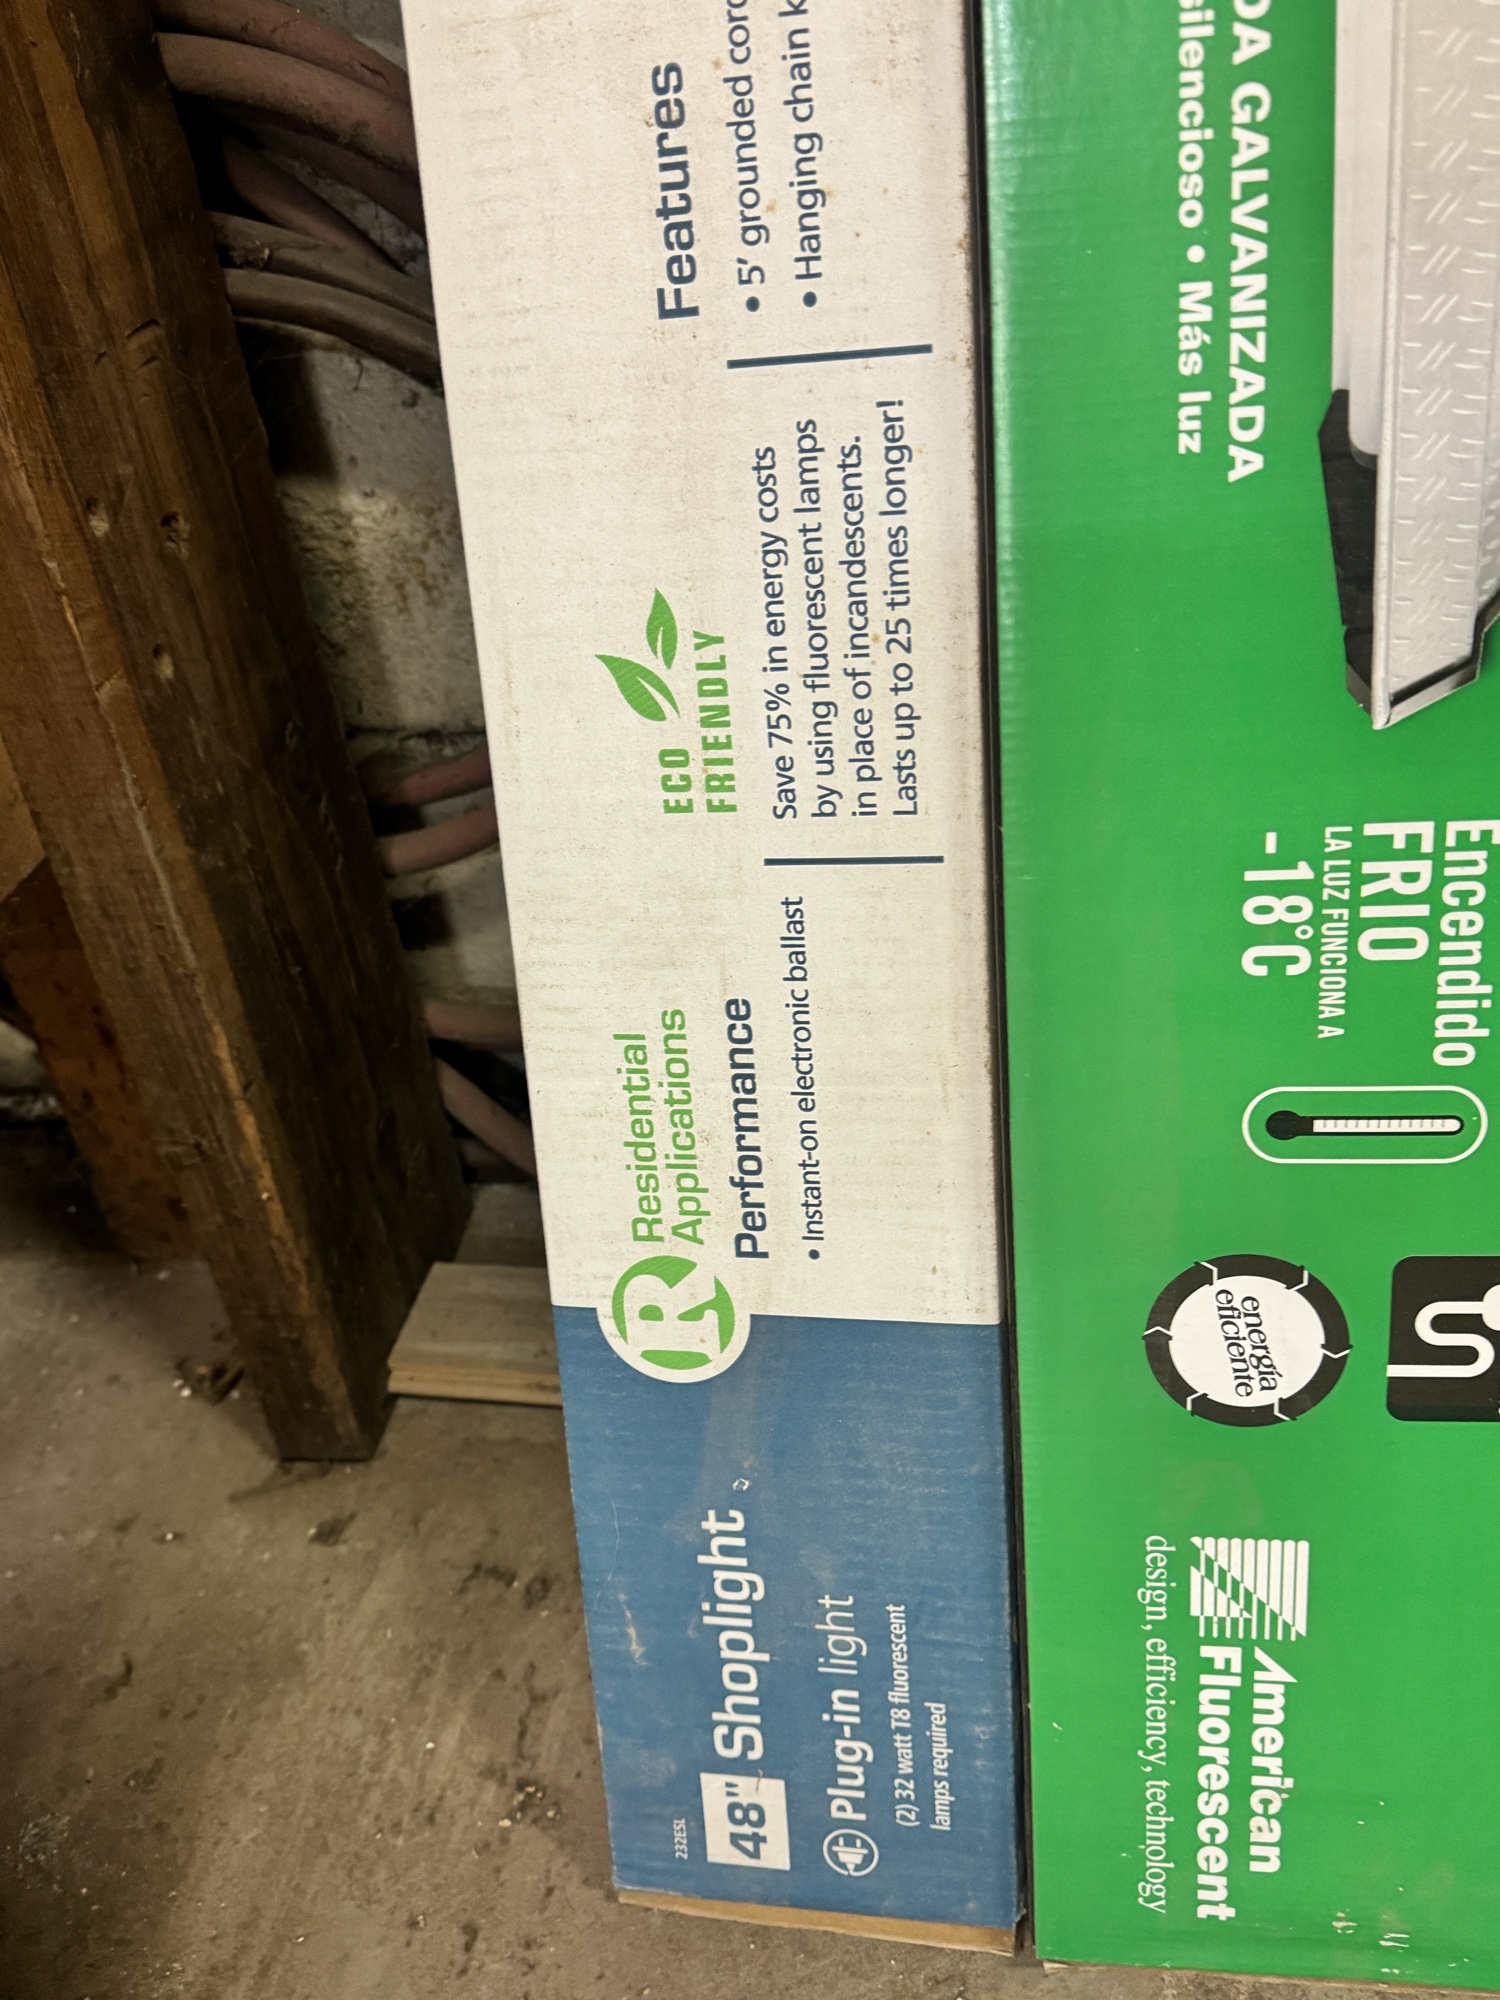 232ESL
48" Shoplight
Plug-in light
(2) 32 watt T8 fluorescent
lamps required
R Residential
Applications
Performance
• Instant-on electronic ballast
ECO
FRIENDLY
Save 75% in energy costs
by using fluorescent lamps
in place of incandescents.
Lasts up to 25 times longer!
Features
• 5' grounded
• Hanging chain
GALVANIZADA
• Más luz
Encendido
FRIO
LA LUZ FUNCIONA A
-18°C
energía
eficiente
American
Fluorescent
design, efficiency, technology